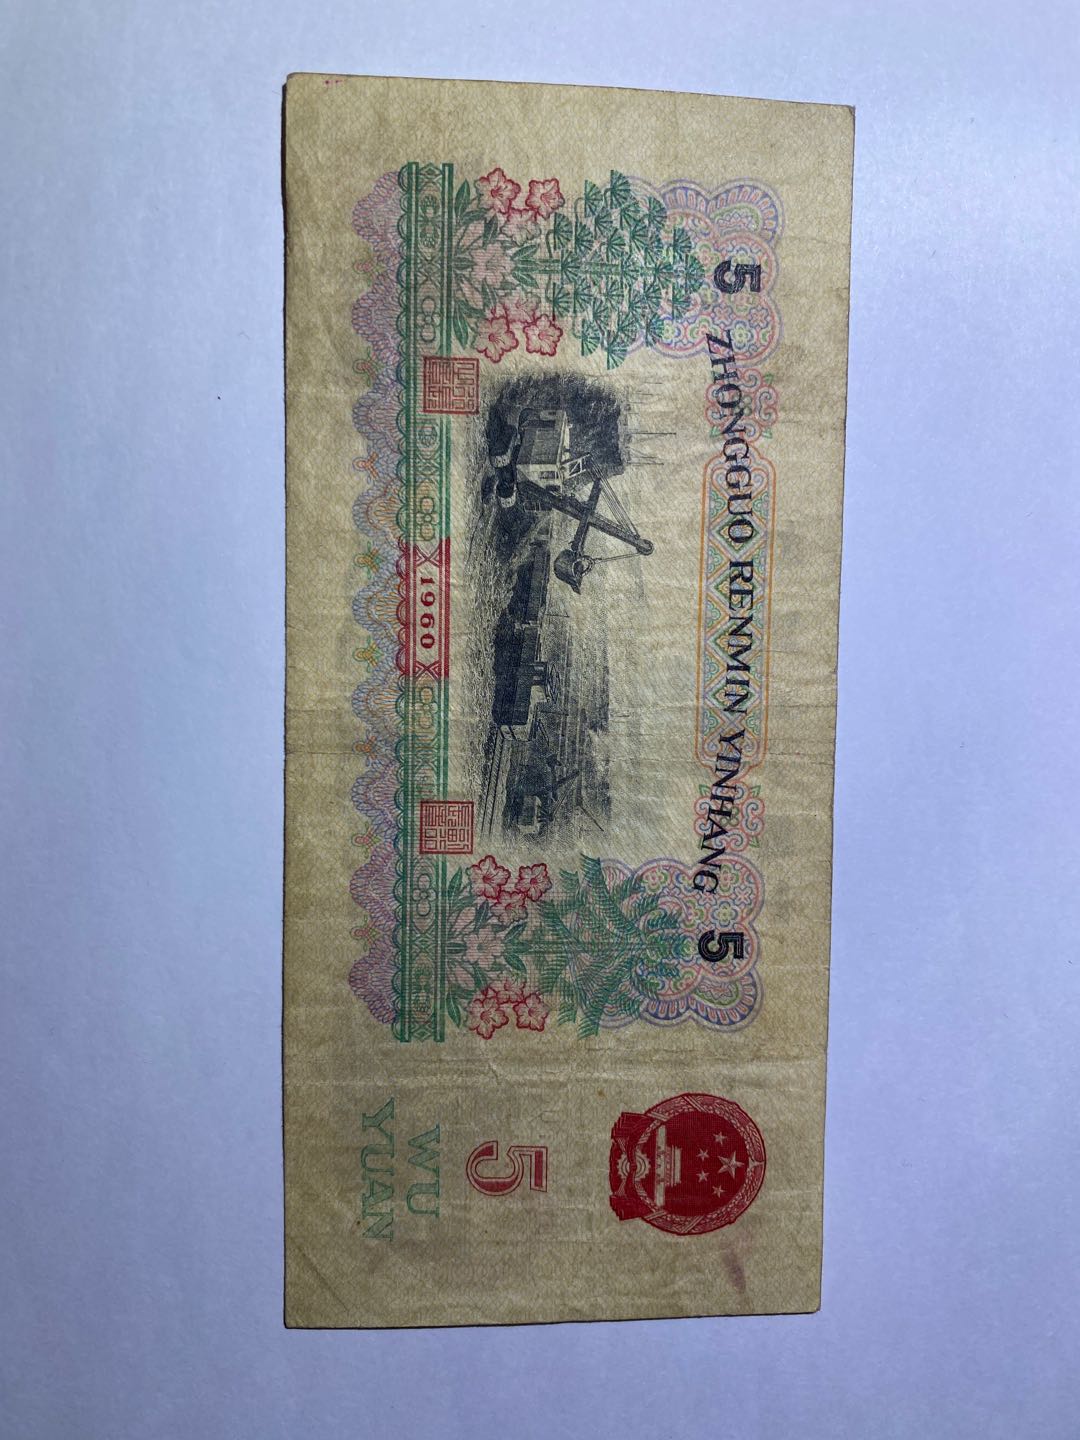 5 ZHONGGUO RENMIN YINHANG 5
1960
5
WU
YUAN